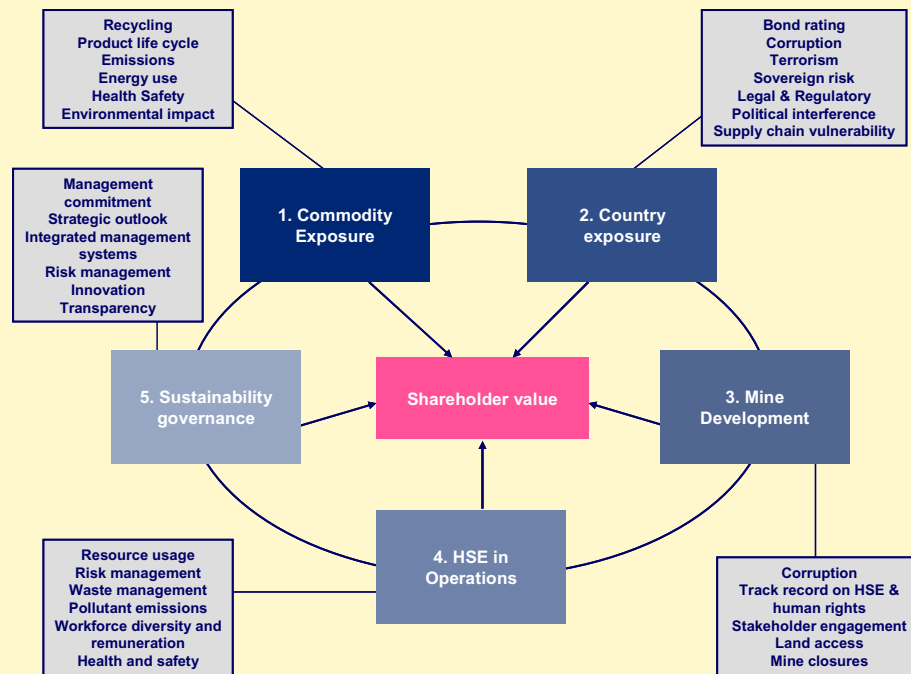 Recycling
Product life cycle
Emissions
Energy use
Health Safety
Environmental impact
Bond rating
Corruption
Terrorism
Sovereign risk
Legal & Regulatory
Political interference
Supply chain vulnerability
Management
commitment
Strategic outlook
Integrated management
systems
Risk management
Innovation
Transparency
1. Commodity
Exposure
2. Country
exposure
5. Sustainability
governance
Shareholder value
3. Mine
Development
4. HSE in
Operations
Resource usage
Risk management
Waste management
Pollutant emissions
Workforce diversity and
remuneration
Health and safety
Corruption
Track record on HSE &
human rights
Stakeholder engagement
Land access
Mine closures